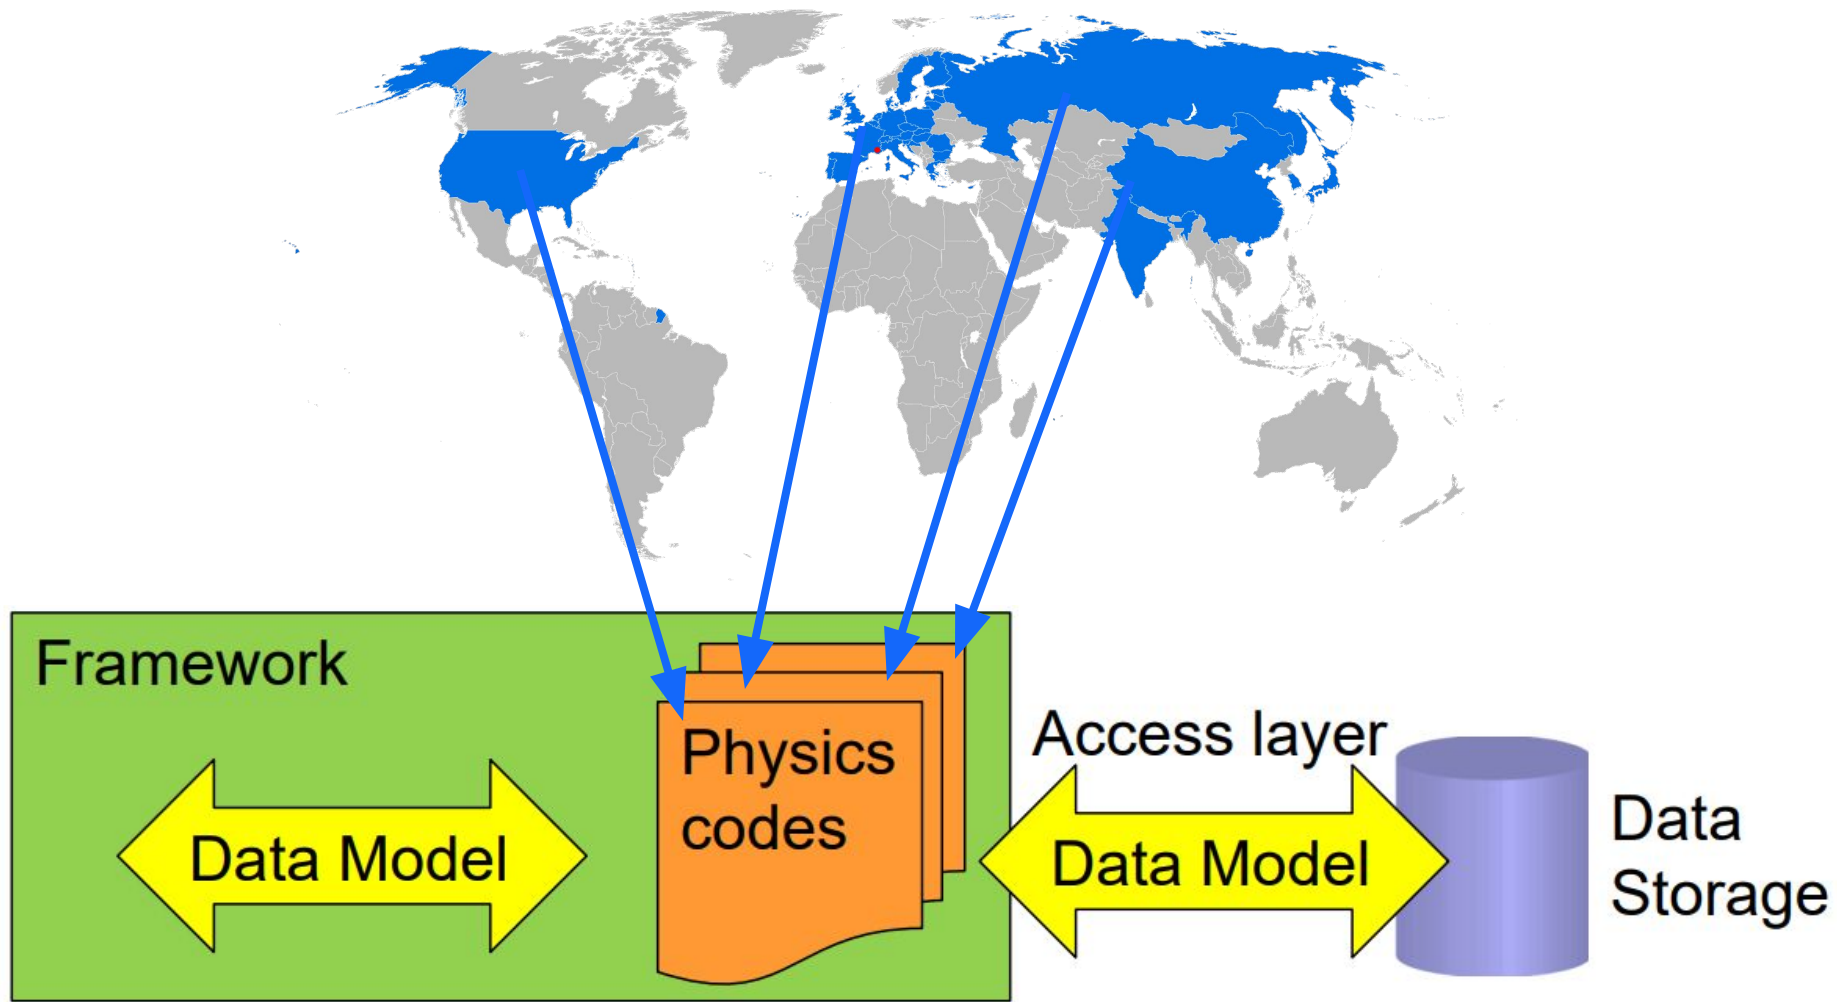 Framework
Physics
codes
Data Model
Access layer
Data Model
Data
Storage